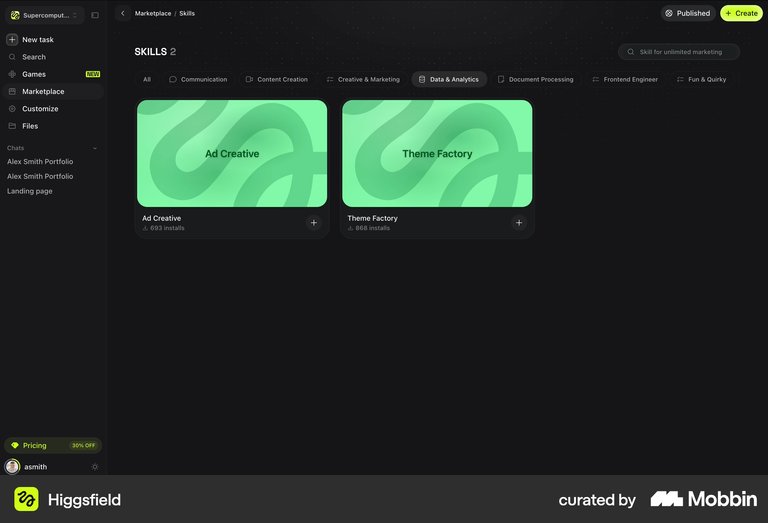 Supercomput...
Marketplace / Skills
Published
+ Create
New task
Search
Games NEW
Marketplace
Customize
Files
Chats
Alex Smith Portfolio
Alex Smith Portfolio
Landing page
SKILLS 2
Skill for unlimited marketing
All
Communication
Content Creation
Creative & Marketing
Data & Analytics
Document Processing
Frontend Engineer
Fun & Quirky
Ad Creative
Ad Creative
693 installs
Theme Factory
Theme Factory
868 installs
Pricing 30% OFF
asmith
Higgsfield
curated by Mobbin